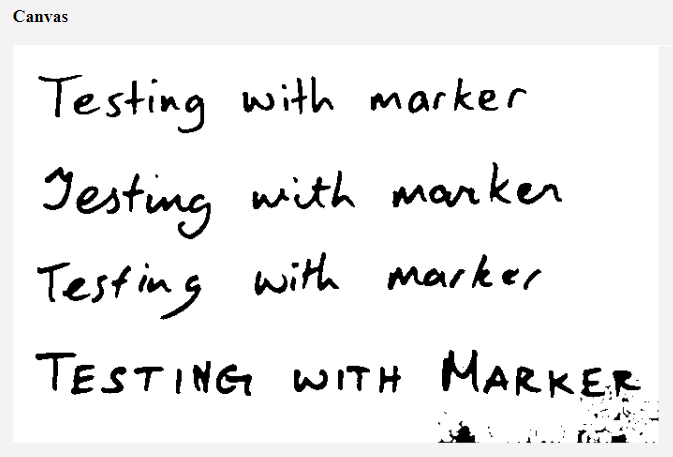 Canvas
Testing with marker
Testing with marker
Testing with marker
TESTING WITH MARKER